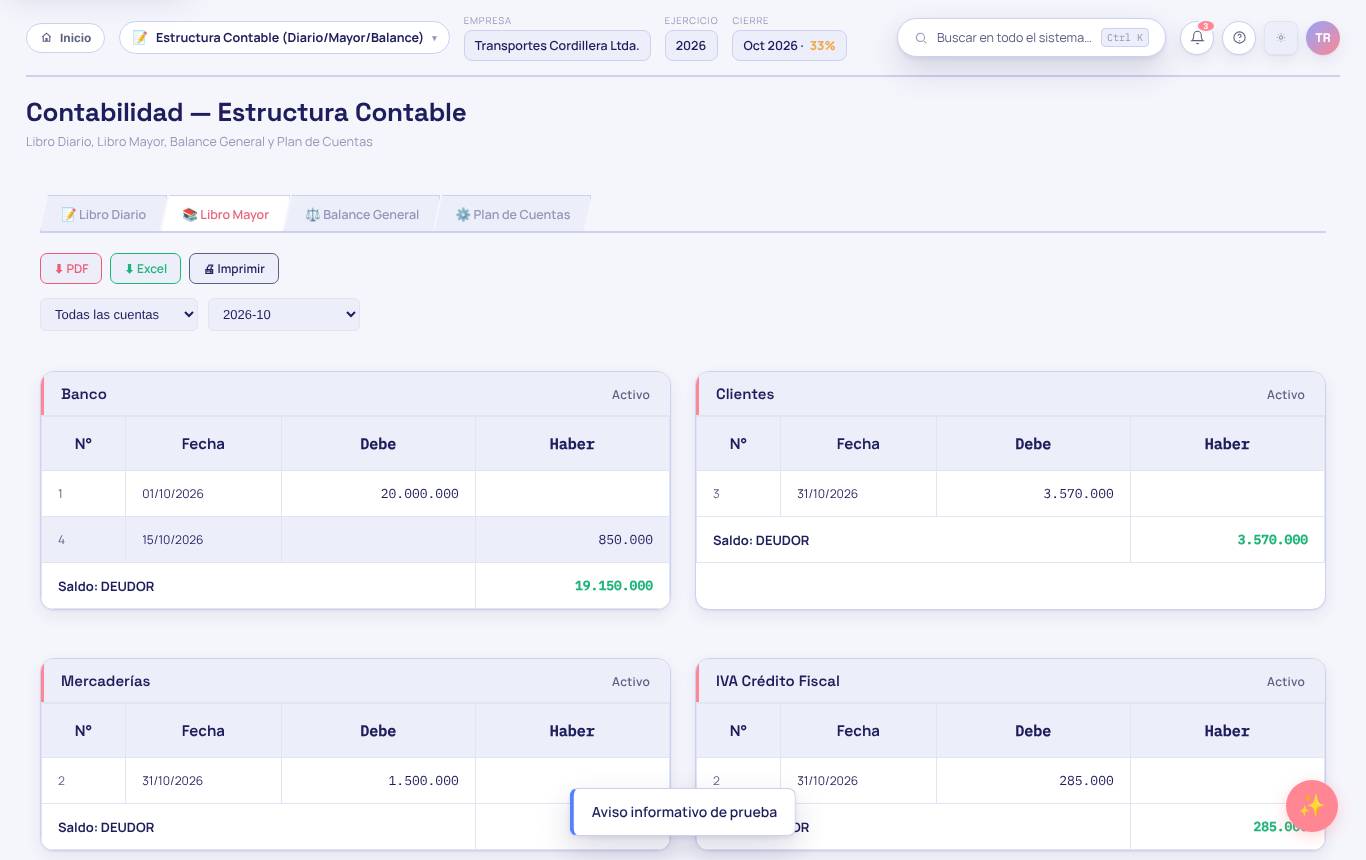 Inicio
📝 Estructura Contable (Diario/Mayor/Balance) ▾
EMPRESA
Transportes Cordillera Ltda.
EJERCICIO
2026
CIERRE
Oct 2026 · 33%
Buscar en todo el sistema... Ctrl K
3
TR
Contabilidad — Estructura Contable
Libro Diario, Libro Mayor, Balance General y Plan de Cuentas
📝 Libro Diario
📚 Libro Mayor
⚖️ Balance General
⚙️ Plan de Cuentas
⬇ PDF
⬇ Excel
🖨 Imprimir
Todas las cuentas
2026-10
Banco Activo
N° Fecha Debe Haber
1 01/10/2026 20.000.000
4 15/10/2026 850.000
Saldo: DEUDOR 19.150.000
Clientes Activo
N° Fecha Debe Haber
3 31/10/2026 3.570.000
Saldo: DEUDOR 3.570.000
Mercaderías Activo
N° Fecha Debe Haber
2 31/10/2026 1.500.000
Saldo: DEUDOR
IVA Crédito Fiscal Activo
N° Fecha Debe Haber
2 31/10/2026 285.000
Aviso informativo de prueba